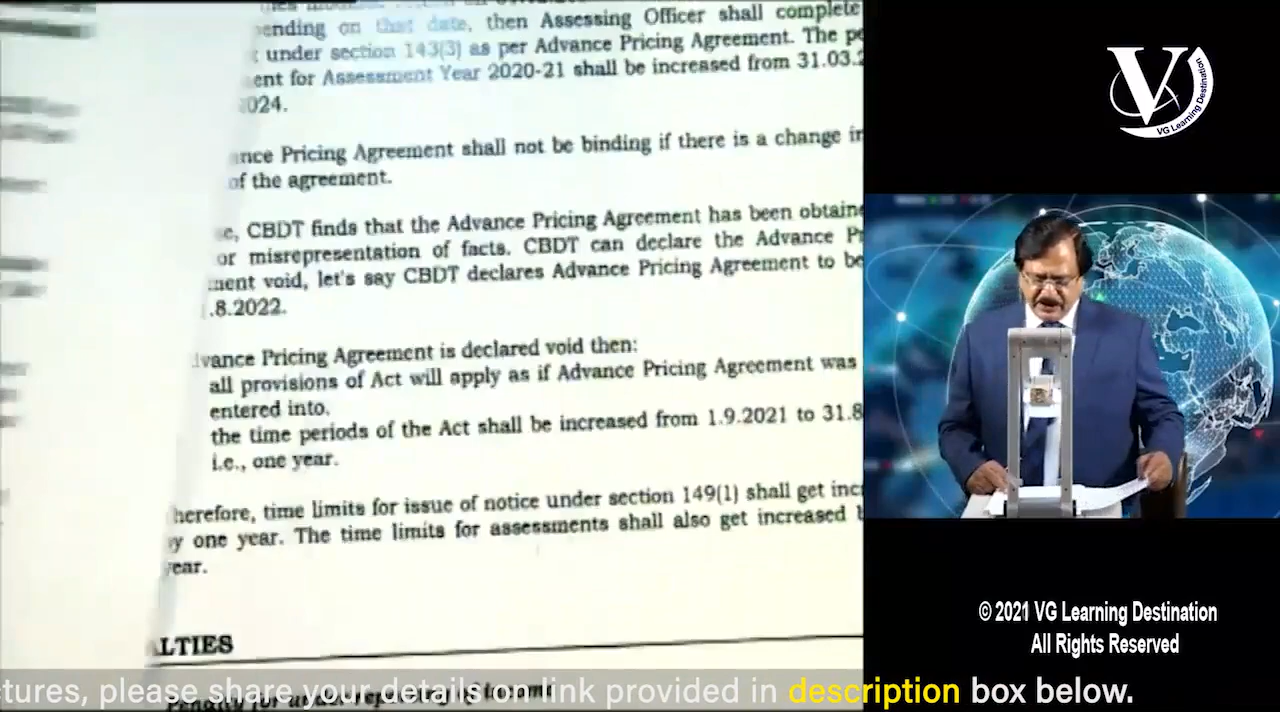 ending on that date, then Assessing Officer shall complete
under section 143(3) as per Advance Pricing Agreement. The
ent for Assessment Year 2020-21 shall be increased from 31.03.2
2024.
ance Pricing Agreement shall not be binding if there is a change in
of the agreement.
e, CBDT finds that the Advance Pricing Agreement has been obtaine
or misrepresentation of facts. CBDT can declare the Advance Pr
ment void, let's say CBDT declares Advance Pricing Agreement to be
.8.2022.
vance Pricing Agreement is declared void then:
all provisions of Act will apply as if Advance Pricing Agreement was
entered into.
the time periods of the Act shall be increased from 1.9.2021 to 31.8
i.e., one year.
herefore, time limits for issue of notice under section 149(1) shall get inc
y one year. The time limits for assessments shall also get increased
year.
LTIES
Penalty for under-reporting of income
ctures, please share your details on link provided in description box below.
V
VG Learning Destination
© 2021 VG Learning Destination
All Rights Reserved